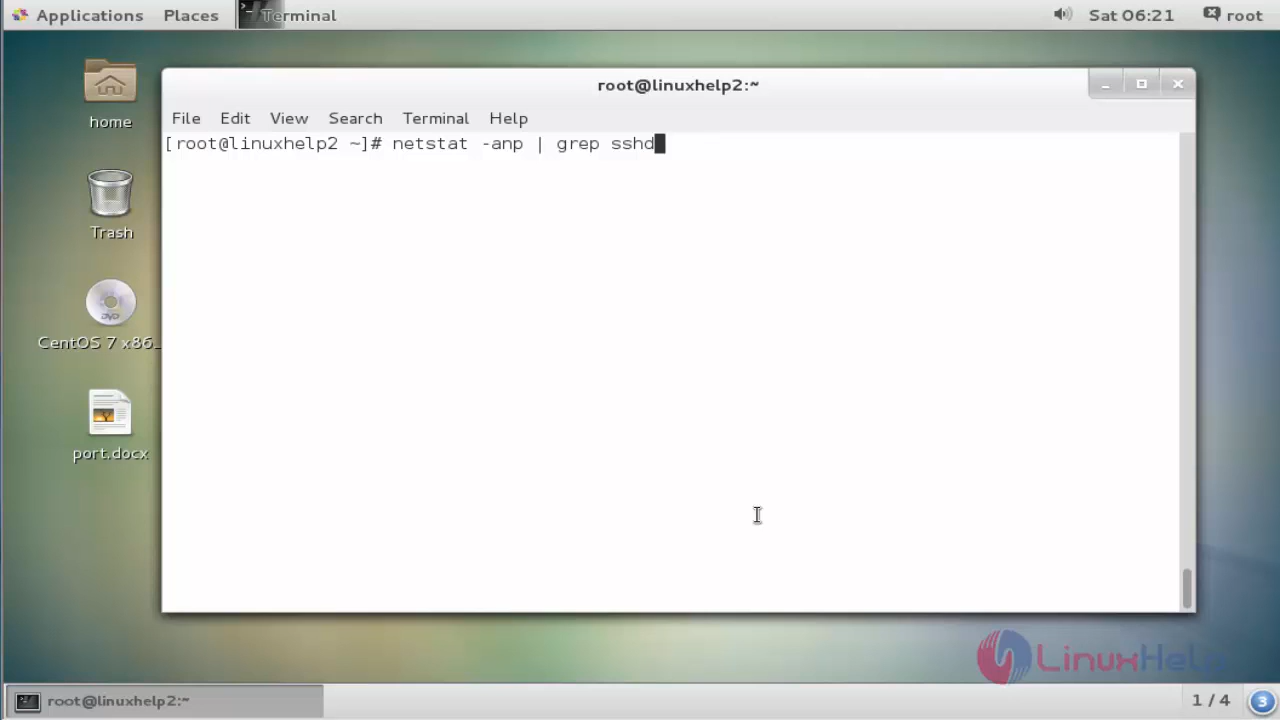 Applications Places Terminal Sat 06:21 root
home
Trash
CentOS 7 x86_
port.docx
root@linuxhelp2:~
File Edit View Search Terminal Help
[root@linuxhelp2 ~]# netstat -anp | grep sshd
LinuxHelp
root@linuxhelp2:~ 1 / 4 3